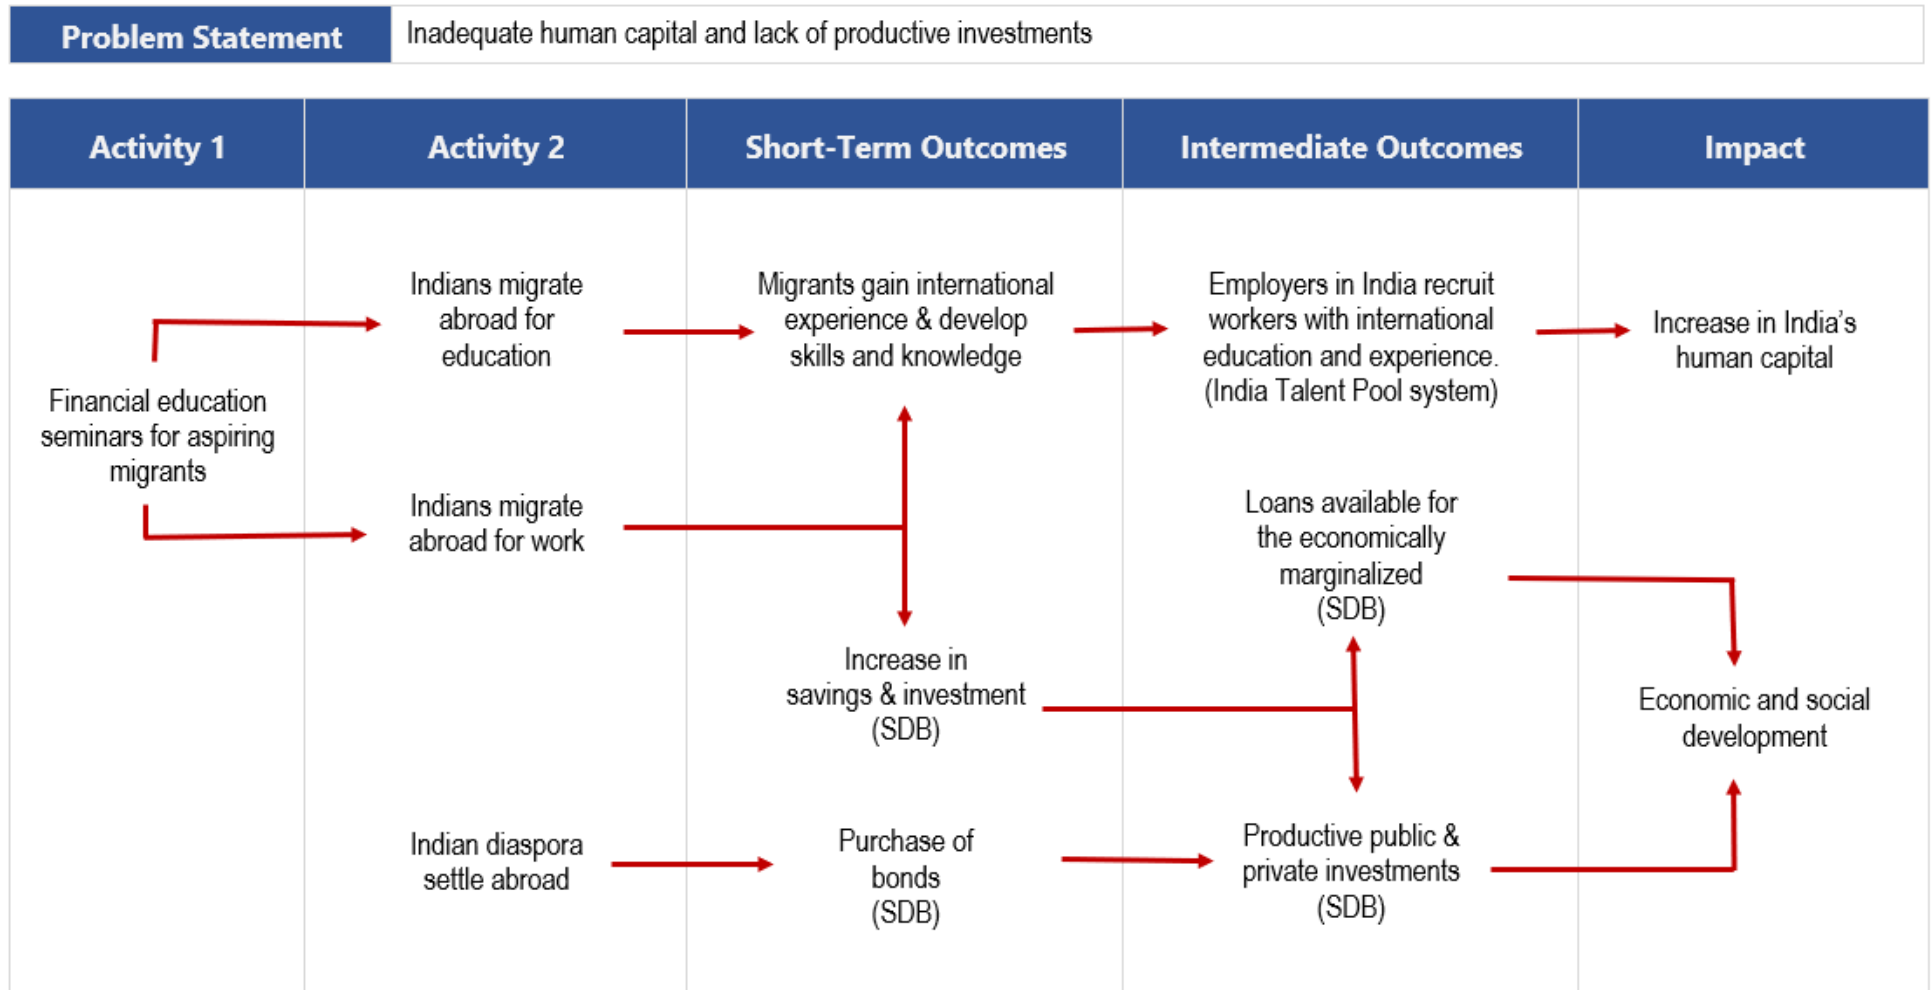 Problem Statement
Inadequate human capital and lack of productive investments
Activity 1
Activity 2
Short-Term Outcomes
Intermediate Outcomes
Impact
Financial education
seminars for aspiring
migrants
Indians migrate
abroad for
education
Indians migrate
abroad for work
Indian diaspora
settle abroad
Migrants gain international
experience & develop
skills and knowledge
Increase in
savings & investment
(SDB)
Purchase of
bonds
(SDB)
Employers in India recruit
workers with international
education and experience.
(India Talent Pool system)
Loans available for
the economically
marginalized
(SDB)
Productive public &
private investments
(SDB)
Increase in India's
human capital
Economic and social
development